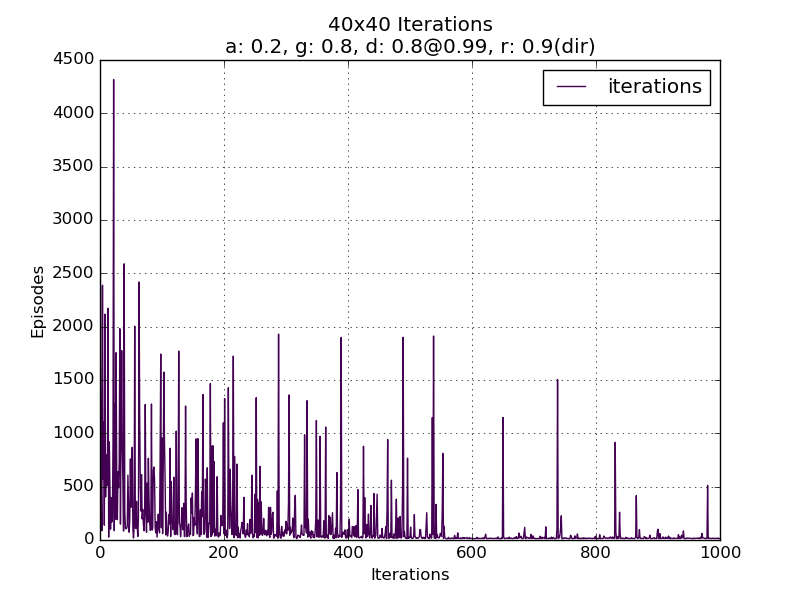 40x40 Iterations
a: 0.2, g: 0.8, d: 0.8@0.99, r: 0.9(dir)
iterations
4500
4000
3500
3000
2500
2000
1500
1000
500
0
Episodes
0 200 400 600 800 1000
Iterations